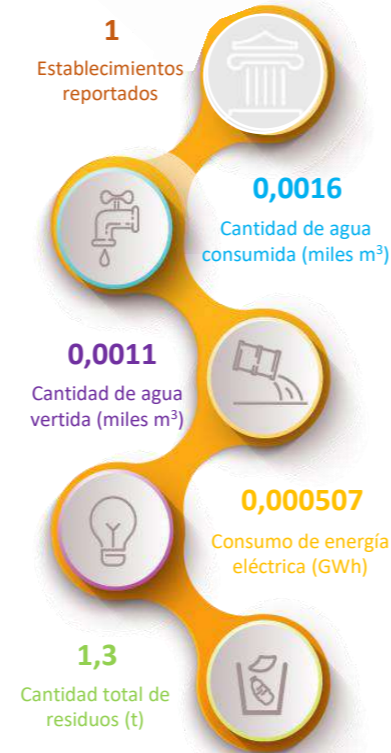 1
Establecimientos
reportados
0,0016
Cantidad de agua
consumida (miles m³)
0,0011
Cantidad de agua
vertida (miles m³)
0,000507
Consumo de energía
eléctrica (GWh)
1,3
Cantidad total de
residuos (t)